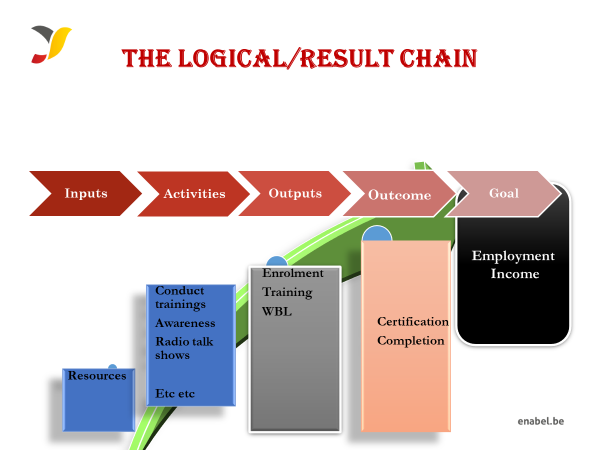 THE LOGICAL/RESULT CHAIN
Inputs
Activities
Outputs
Outcome
Goal
Resources
Conduct
trainings
Awareness
Radio talk
shows
Etc etc
Enrolment
Training
WBL
Certification
Completion
Employment
Income
enabel.be